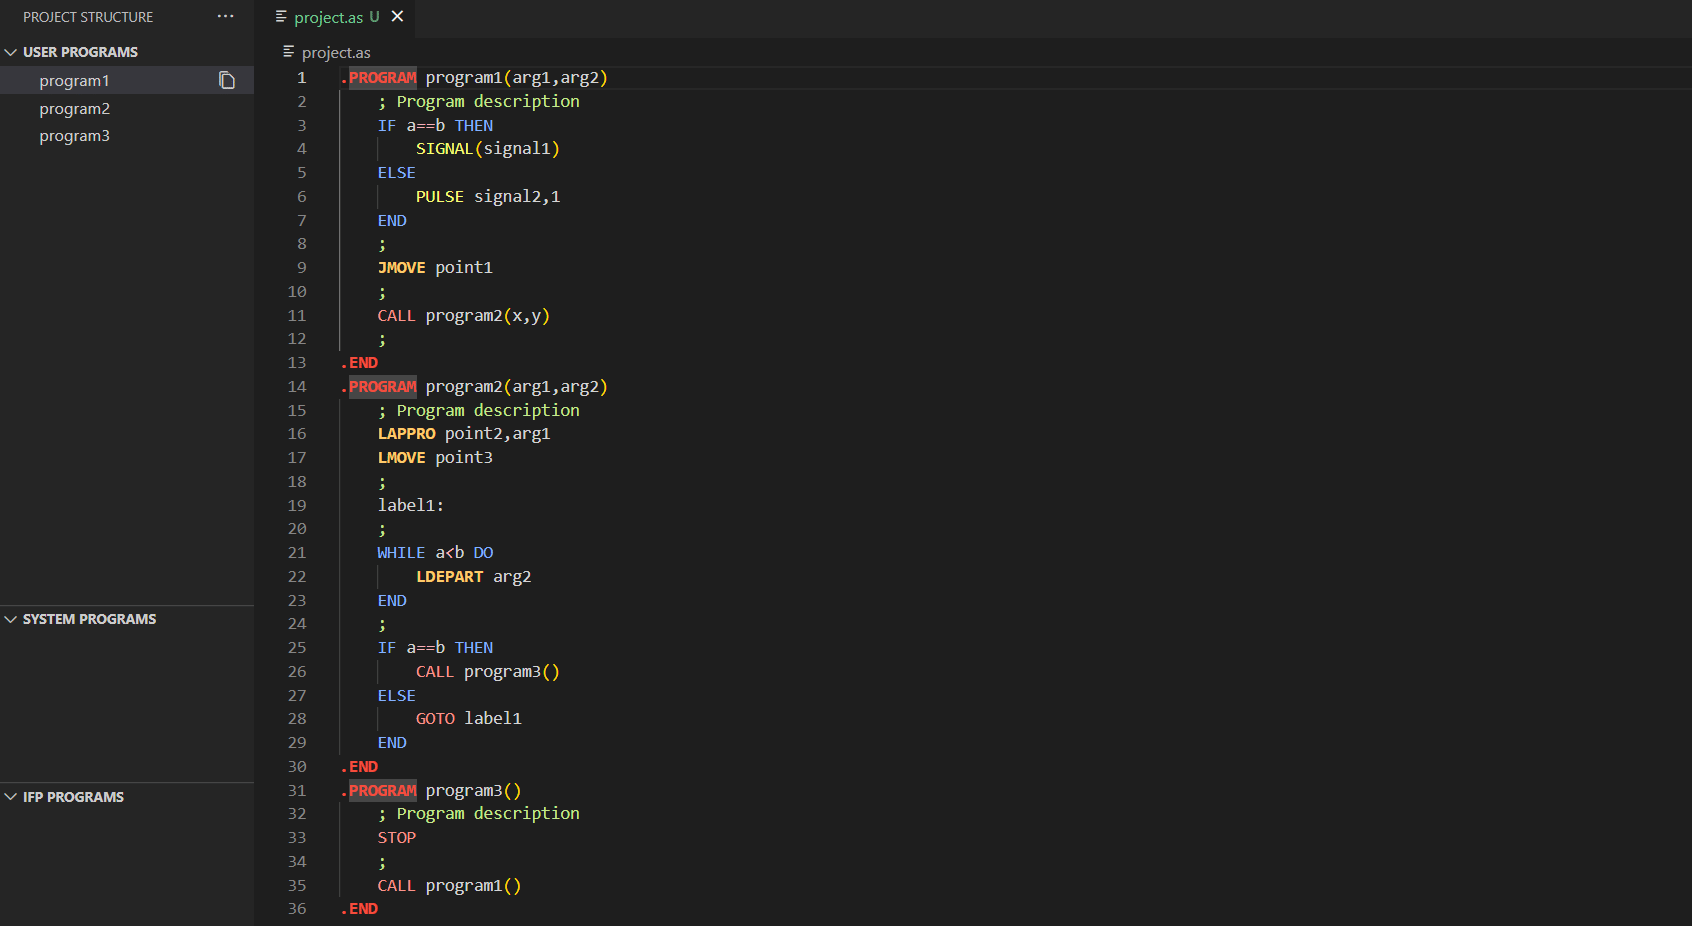 PROJECT STRUCTURE ···
USER PROGRAMS
program1
program2
program3
SYSTEM PROGRAMS
IFP PROGRAMS
project.as U
project.as
1 .PROGRAM program1(arg1,arg2)
2 ; Program description
3 IF a==b THEN
4 SIGNAL(signal1)
5 ELSE
6 PULSE signal2,1
7 END
8 ;
9 JMOVE point1
10 ;
11 CALL program2(x,y)
12 ;
13 .END
14 .PROGRAM program2(arg1,arg2)
15 ; Program description
16 LAPPRO point2,arg1
17 LMOVE point3
18 ;
19 label1:
20 ;
21 WHILE a<b DO
22 LDEPART arg2
23 END
24 ;
25 IF a==b THEN
26 CALL program3()
27 ELSE
28 GOTO label1
29 END
30 .END
31 .PROGRAM program3()
32 ; Program description
33 STOP
34 ;
35 CALL program1()
36 .END